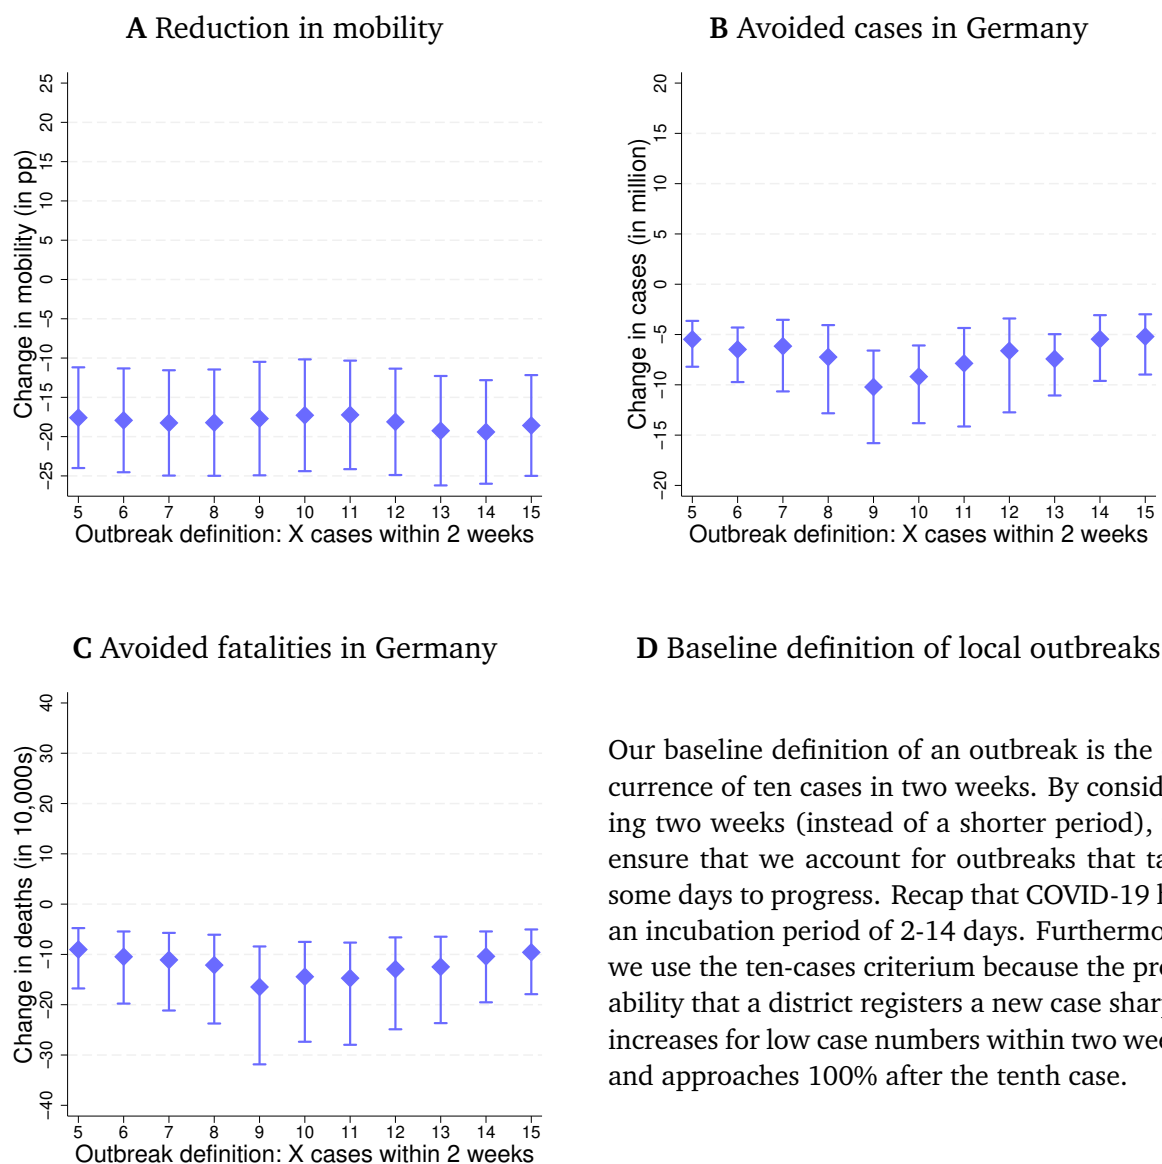 A Reduction in mobility
Change in mobility (in pp)
25
20
15
10
5
0
−5
−10
−15
−20
−25
5 6 7 8 9 10 11 12 13 14 15
Outbreak definition: X cases within 2 weeks
B Avoided cases in Germany
Change in cases (in million)
20
15
10
5
0
−5
−10
−15
−20
5 6 7 8 9 10 11 12 13 14 15
Outbreak definition: X cases within 2 weeks
C Avoided fatalities in Germany
Change in deaths (in 10,000s)
40
30
20
10
0
−10
−20
−30
−40
5 6 7 8 9 10 11 12 13 14 15
Outbreak definition: X cases within 2 weeks
D Baseline definition of local outbreaks
Our baseline definition of an outbreak is the
currence of ten cases in two weeks. By consid
ing two weeks (instead of a shorter period),
ensure that we account for outbreaks that ta
some days to progress. Recap that COVID-19 h
an incubation period of 2-14 days. Furthermo
we use the ten-cases criterium because the pro
ability that a district registers a new case shar
increases for low case numbers within two wee
and approaches 100% after the tenth case.